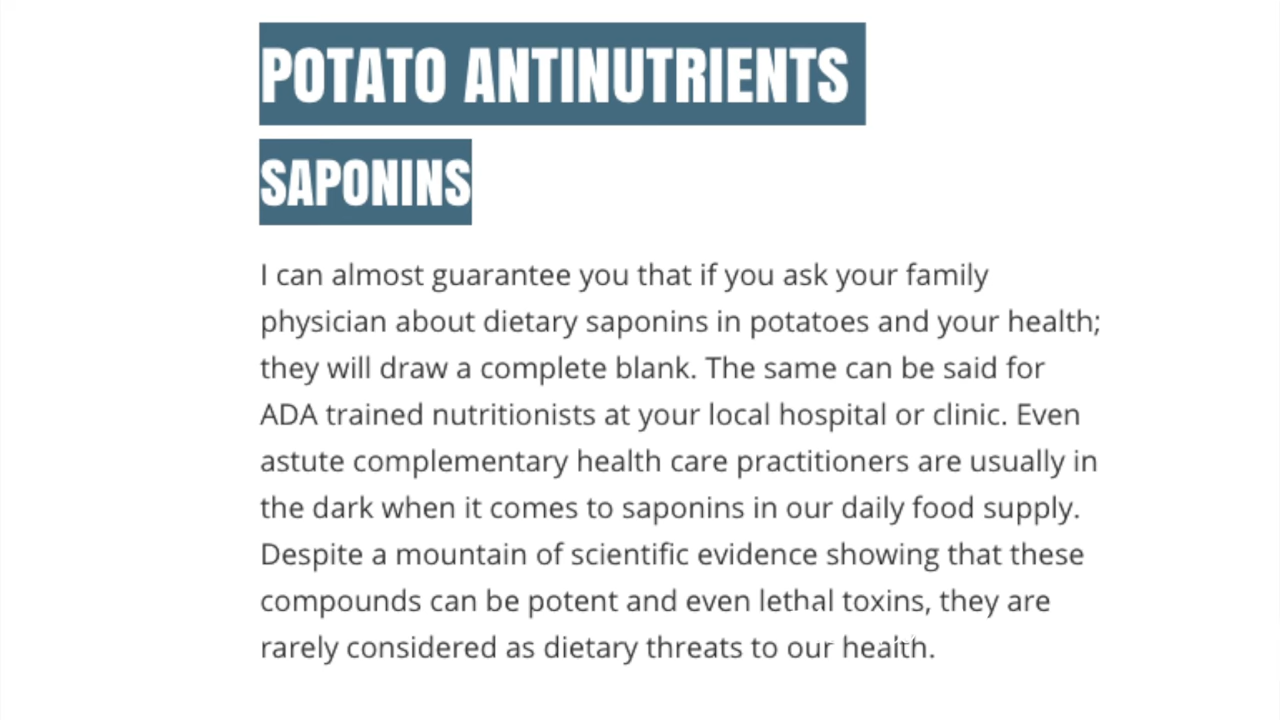 POTATO ANTINUTRIENTS
SAPONINS
I can almost guarantee you that if you ask your family
physician about dietary saponins in potatoes and your health;
they will draw a complete blank. The same can be said for
ADA trained nutritionists at your local hospital or clinic. Even
astute complementary health care practitioners are usually in
the dark when it comes to saponins in our daily food supply.
Despite a mountain of scientific evidence showing that these
compounds can be potent and even lethal toxins, they are
rarely considered as dietary threats to our health.